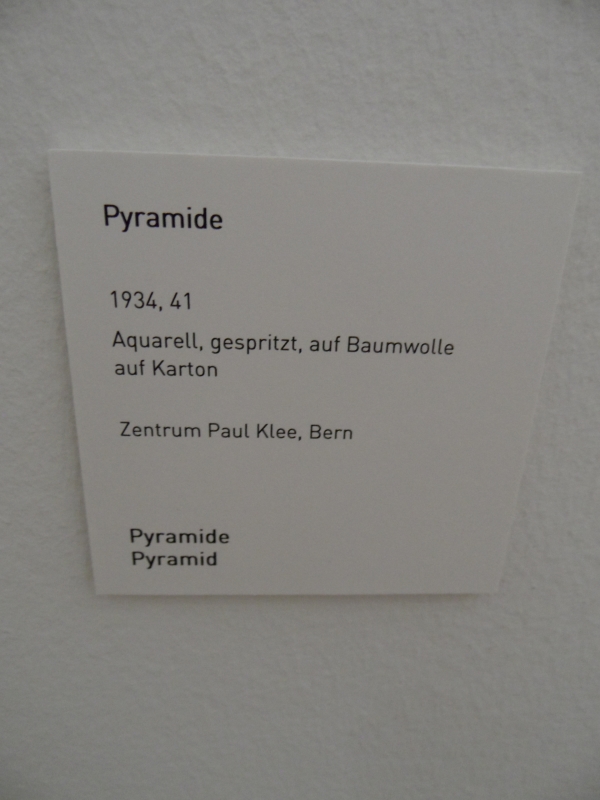 Pyramide
1934, 41
Aquarell, gespritzt, auf Baumwolle
auf Karton
Zentrum Paul Klee, Bern
Pyramide
Pyramid